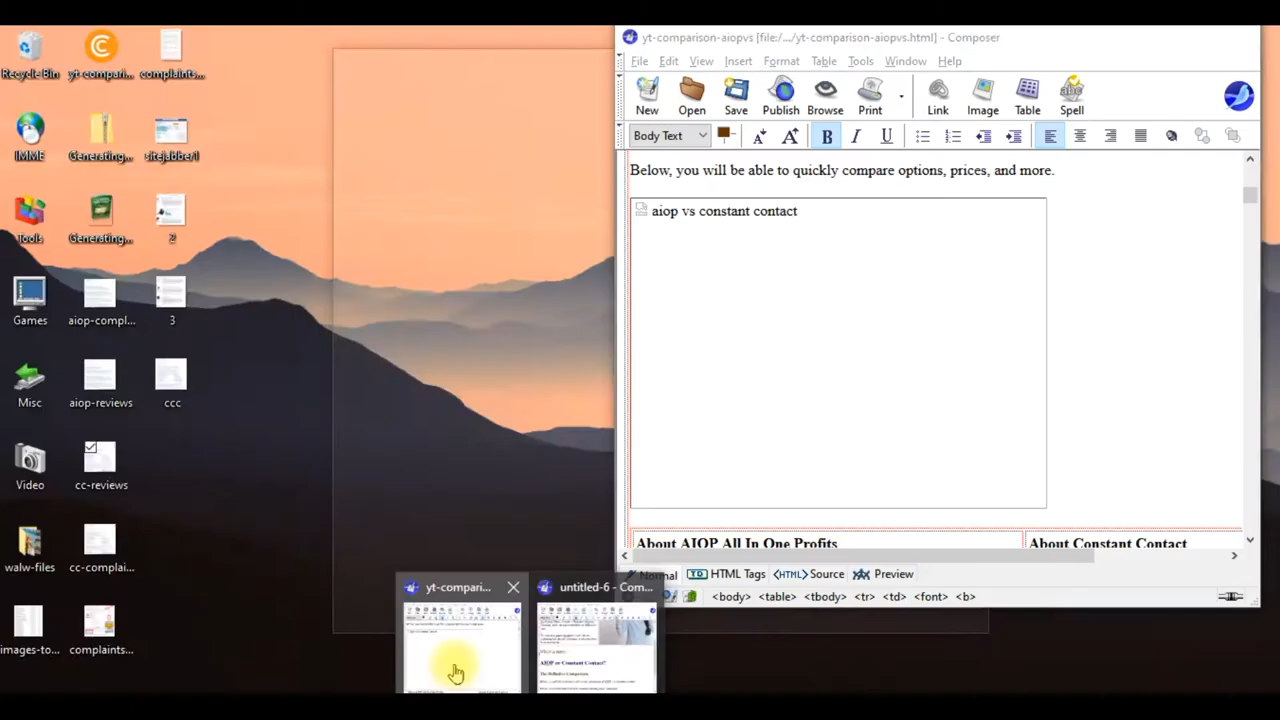 yt-comparison-aiopvs [file:/.../yt-comparison-aiopvs.html] - Composer
File Edit View Insert Format Table Tools Window Help
New Open Save Publish Browse Print Link Image Table Spell
Body Text B I U
Below, you will be able to quickly compare options, prices, and more.
aiop vs constant contact
About AIOP All In One Profits About Constant Contact
Normal HTML Tags <HTML> Source Preview
<body> <table> <tbody> <tr> <td> <font> <b>
Recycle Bin yt-compari... complaints...
IMME Generating... sitejabber1
Tools Generating... 2
Games aiop-compl... 3
Misc aiop-reviews ccc
Video cc-reviews
walw-files cc-complai...
images-to... complaints...
yt-compari... untitled-6 - Com...
AIOP or Constant Contact?